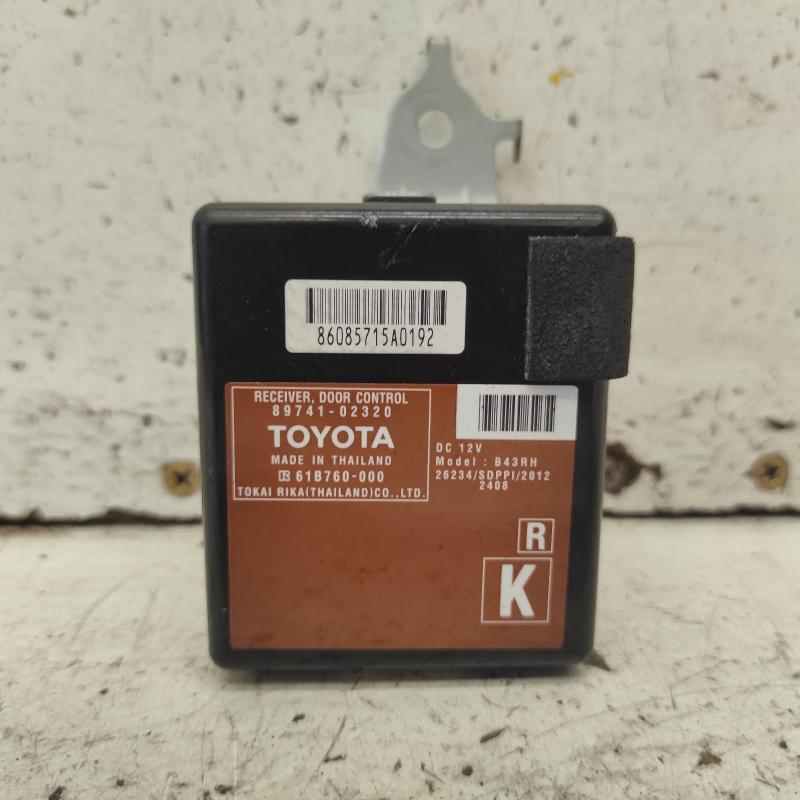 86085715A0192
RECEIVER, DOOR CONTROL
89741-02320
TOYOTA
MADE IN THAILAND
61B760-000
TOKAI RIKA(THAILAND)CO.,LTD.
DC 12V
Model : B43RH
26234/SDPPI/2012
2408
R
K